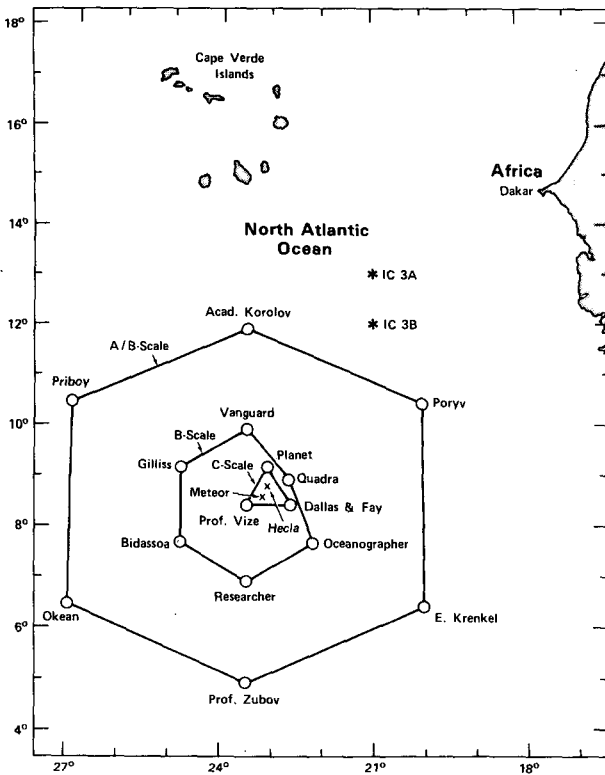 18°
Cape Verde
Islands
16°
Africa
Dakar
14°
North Atlantic
Ocean
* IC 3A
12°
* IC 3B
Acad. Korolov
A/B-Scale
Priboy
Poryv
10°
Vanguard
B-Scale
Planet
Gilliss
C-Scale
Quadra
Meteor
Dallas & Fay
8°
Prof. Vize
Hecla
Bidassoa
Oceanographer
Researcher
6°
Okean
E. Krenkel
Prof. Zubov
4°
27°
24°
21°
18°